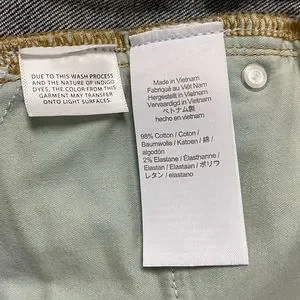 DUE TO THIS WASH PROCESS
AND THE NATURE OF INDIGO
DYES, THE COLOR FROM
THIS GARMENT MAY TRANSFER
ONTO LIGHT SURFACES.
Made in Vietnam
Fabriqué au Viêt Nam
Hergestellt in Vietnam
Vervaardigd in Vietnam
ベトナム製
hecho en vietnam
98% Cotton / Coton /
Baumwolle / Katoen / 綿 /
algodón
2% Elastane / Élasthanne /
Elastan / Elastaan / ポリウ
レタン / elastano